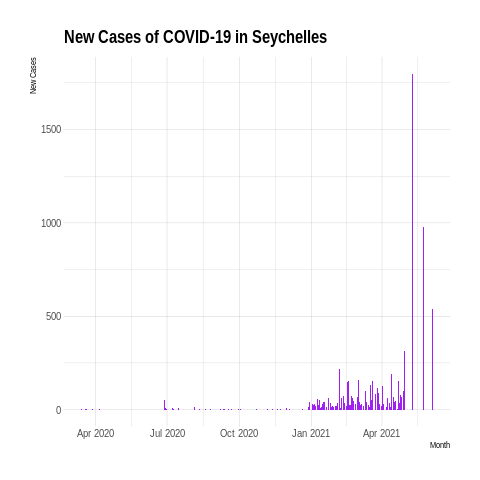 New Cases of COVID-19 in Seychelles
New Cases
1500
1000
500
0
Apr 2020 Jul 2020 Oct 2020 Jan 2021 Apr 2021
Month